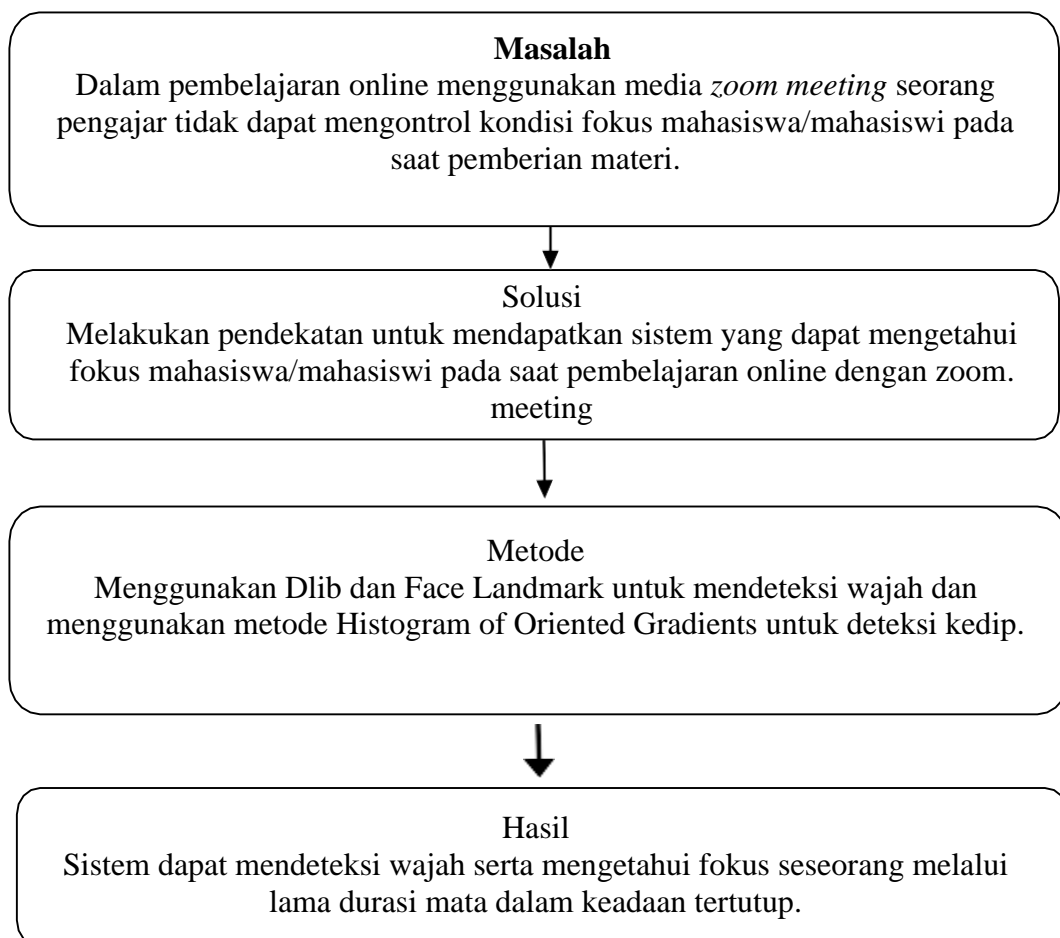 Masalah
Dalam pembelajaran online menggunakan media zoom meeting seorang
pengajar tidak dapat mengontrol kondisi fokus mahasiswa/mahasiswi pada
saat pemberian materi.
Solusi
Melakukan pendekatan untuk mendapatkan sistem yang dapat mengetahui
fokus mahasiswa/mahasiswi pada saat pembelajaran online dengan zoom.
meeting
Metode
Menggunakan Dlib dan Face Landmark untuk mendeteksi wajah dan
menggunakan metode Histogram of Oriented Gradients untuk deteksi kedip.
Hasil
Sistem dapat mendeteksi wajah serta mengetahui fokus seseorang melalui
lama durasi mata dalam keadaan tertutup.